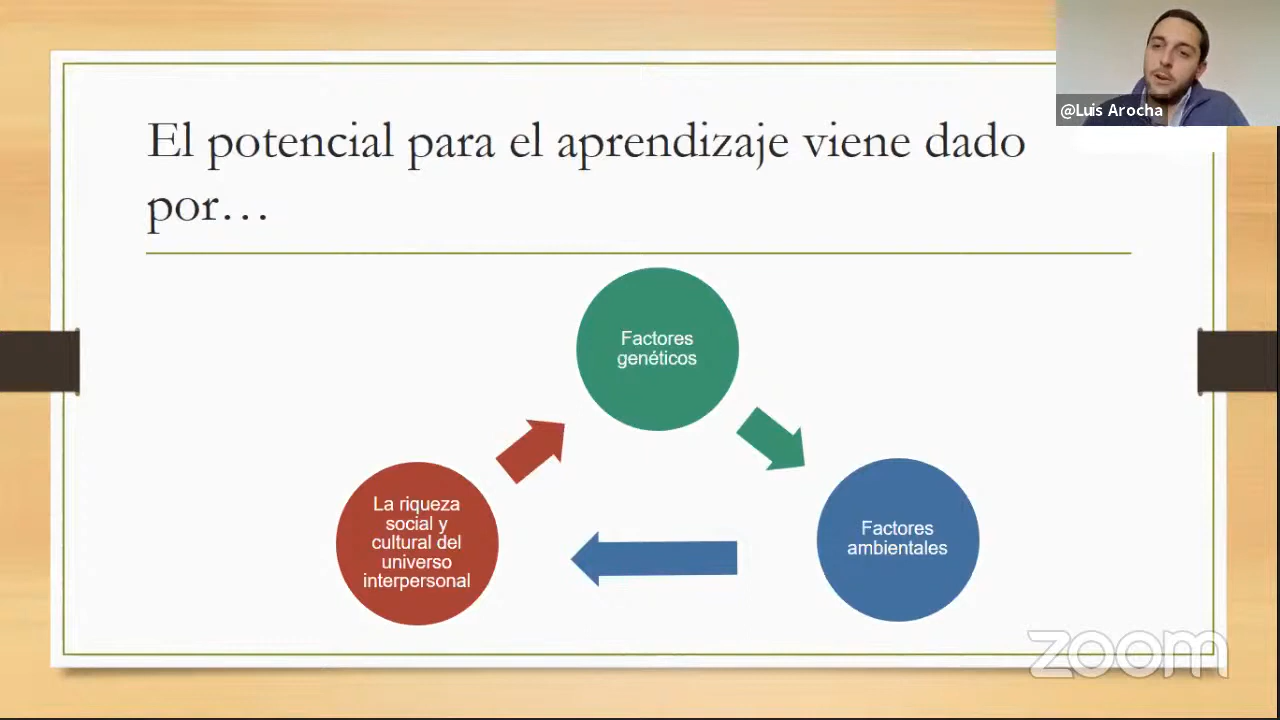 @Luis Arocha
El potencial para el aprendizaje viene dado
por…
Factores
genéticos
La riqueza
social y
cultural del
universo
interpersonal
Factores
ambientales
zoom